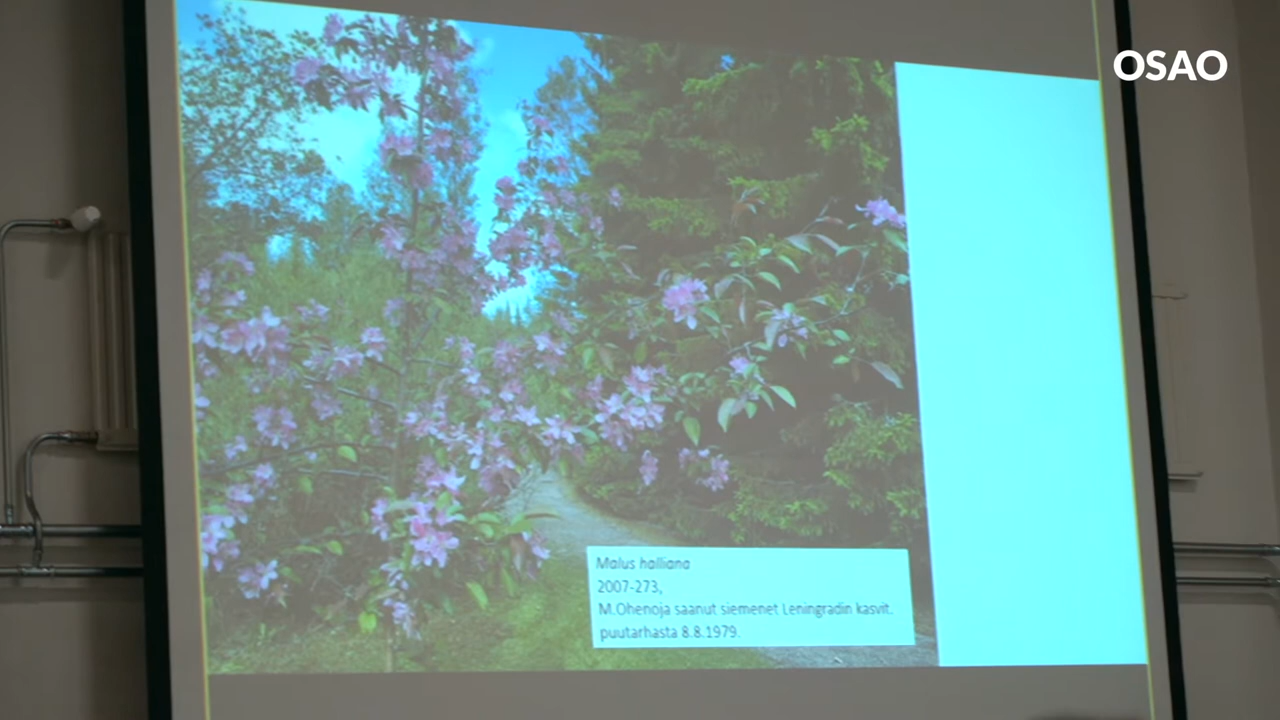 OSAO
Malus halliana
2007-273,
M.Ohenoja saanut siemenet Leningradin kasvit.
puutarhasta 8.8.1979.